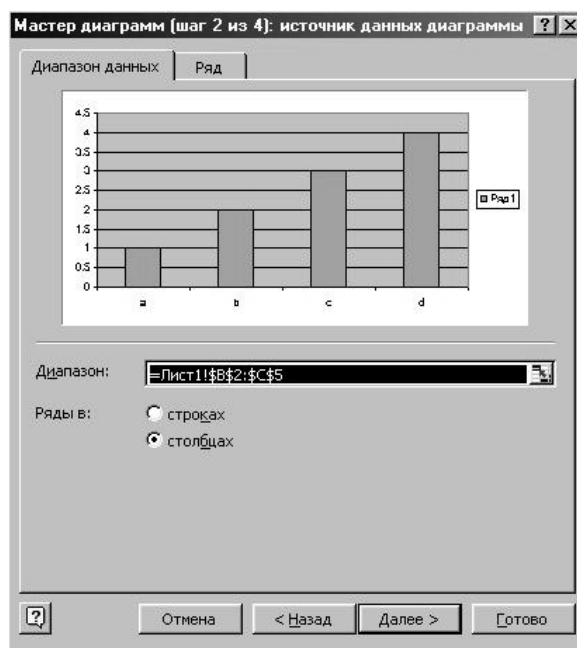 Мастер диаграмм (шаг 2 из 4): источник данных диаграммы
Диапазон данных
Ряд
4.5
4
3.5
3
2.5
2
1.5
1
0.5
0
a b c d
Ряд1
Диапазон: =Лист1!$B$2:$C$5
Ряды в: строках
столбцах
Отмена < Назад Далее > Готово